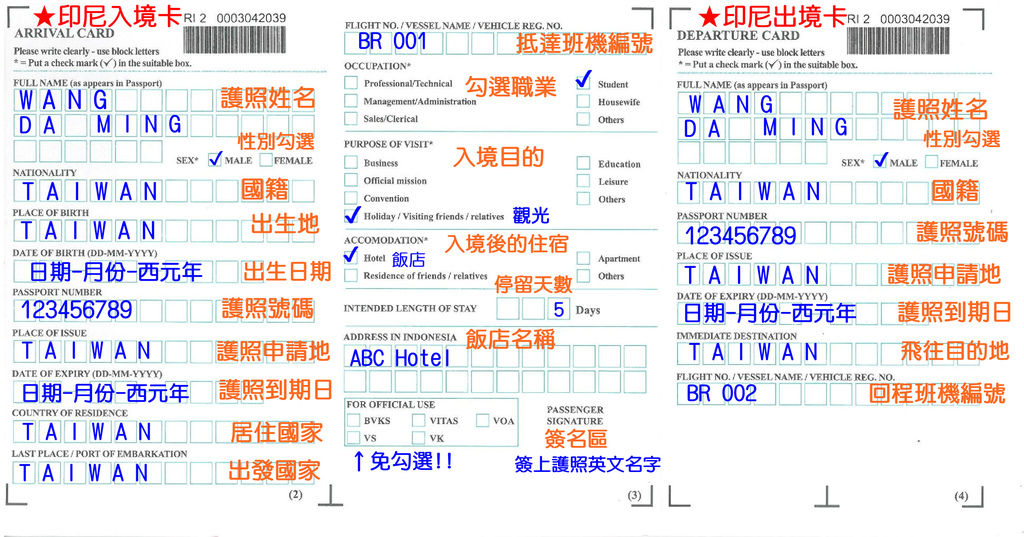 ★印尼入境卡
RI 2 0003042039
ARRIVAL CARD
Please write clearly - use block letters
* = Put a check mark (✓) in the suitable box.
FULL NAME (as appears in Passport)
WANG 護照姓名
DA MING
性別勾選
SEX* ✓ MALE FEMALE
NATIONALITY
TAIWAN 國籍
PLACE OF BIRTH
TAIWAN 出生地
DATE OF BIRTH (DD-MM-YYYY)
日期-月份-西元年 出生日期
PASSPORT NUMBER
123456789 護照號碼
PLACE OF ISSUE
TAIWAN 護照申請地
DATE OF EXPIRY (DD-MM-YYYY)
日期-月份-西元年 護照到期日
COUNTRY OF RESIDENCE
TAIWAN 居住國家
LAST PLACE / PORT OF EMBARKATION
TAIWAN 出發國家
(2)
FLIGHT NO. / VESSEL NAME / VEHICLE REG. NO.
BR 001 抵達班機編號
OCCUPATION*
Professional/Technical 勾選職業 ✓ Student
Management/Administration Housewife
Sales/Clerical Others
PURPOSE OF VISIT*
Business 入境目的 Education
Official mission Leisure
Convention Others
✓ Holiday / Visiting friends / relatives 觀光
ACCOMODATION* 入境後的住宿
✓ Hotel 飯店 Apartment
Residence of friends / relatives Others
停留天數
INTENDED LENGTH OF STAY 5 Days
ADDRESS IN INDONESIA 飯店名稱
ABC Hotel
FOR OFFICIAL USE
BVKS VITAS VOA
VS VK
PASSENGER
SIGNATURE
簽名區
↑免勾選!! 簽上護照英文名字
(3)
★印尼出境卡
RI 2 0003042039
DEPARTURE CARD
Please write clearly - use block letters
* = Put a check mark (✓) in the suitable box.
FULL NAME (as appears in Passport)
WANG 護照姓名
DA MING
性別勾選
SEX* ✓ MALE FEMALE
NATIONALITY
TAIWAN 國籍
PASSPORT NUMBER
123456789 護照號碼
PLACE OF ISSUE
TAIWAN 護照申請地
DATE OF EXPIRY (DD-MM-YYYY)
日期-月份-西元年 護照到期日
IMMEDIATE DESTINATION
TAIWAN 飛往目的地
FLIGHT NO. / VESSEL NAME / VEHICLE REG. NO.
BR 002 回程班機編號
(4)